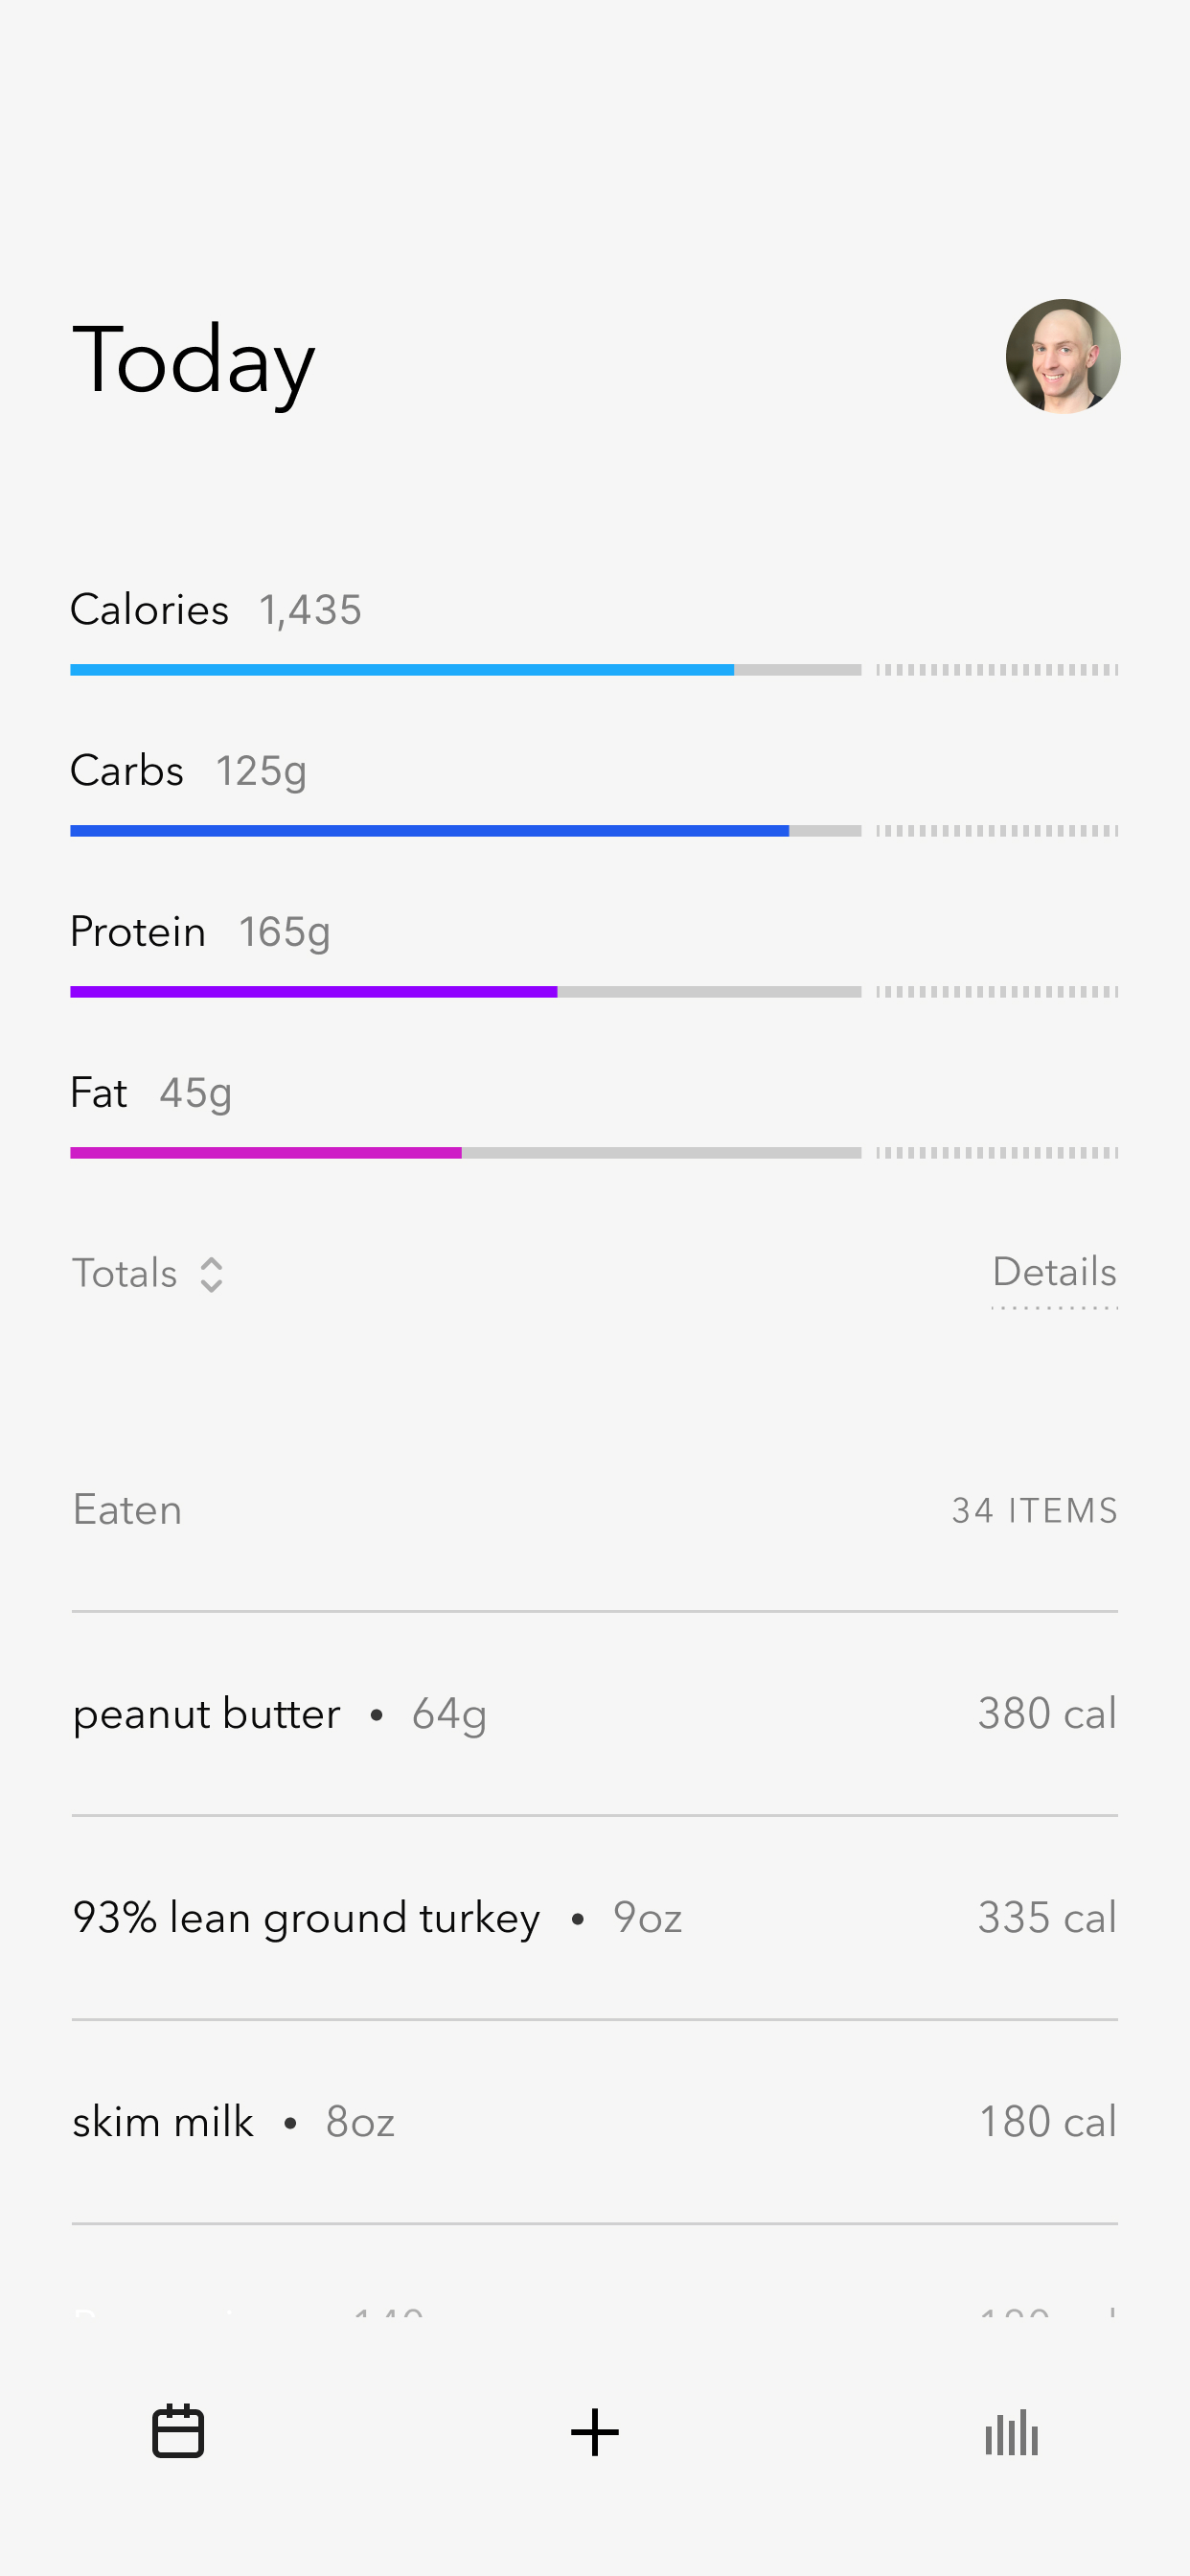 Today
Calories 1,435
Carbs 125g
Protein 165g
Fat 45g
Totals Details
Eaten 34 ITEMS
peanut butter • 64g 380 cal
93% lean ground turkey • 9oz 335 cal
skim milk • 8oz 180 cal